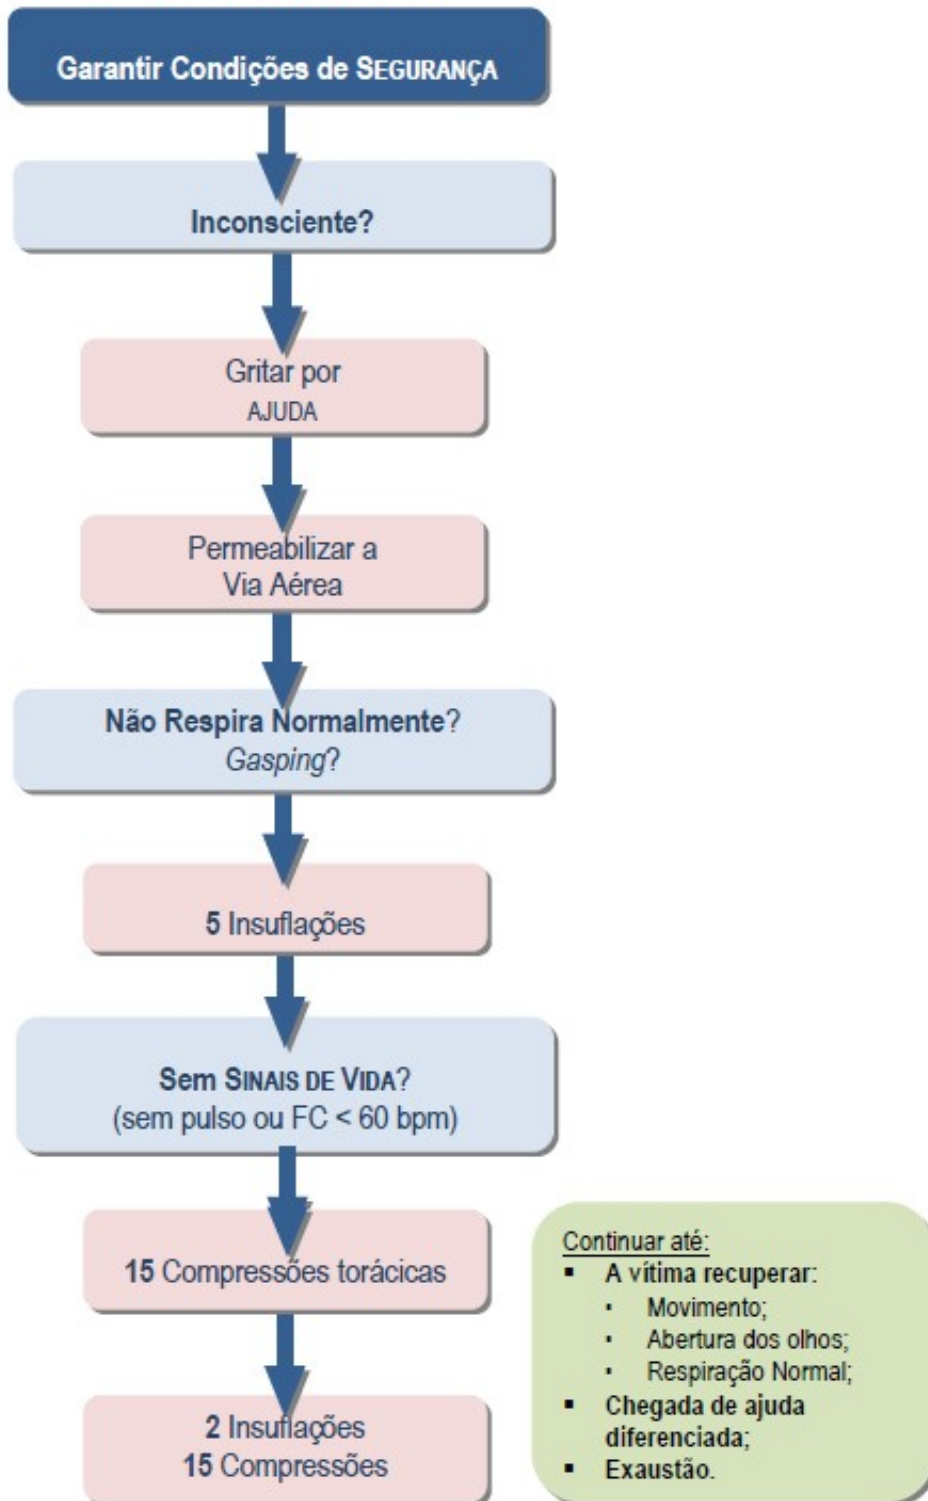 Garantir Condições de SEGURANÇA
Inconsciente?
Gritar por
AJUDA
Permeabilizar a
Via Aérea
Não Respira Normalmente?
Gasping?
5 Insuflações
Sem SINAIS DE VIDA?
(sem pulso ou FC < 60 bpm)
15 Compressões torácicas
2 Insuflações
15 Compressões
Continuar até:
▪ A vítima recuperar:
▪ Movimento;
▪ Abertura dos olhos;
▪ Respiração Normal;
▪ Chegada de ajuda
diferenciada;
▪ Exaustão.